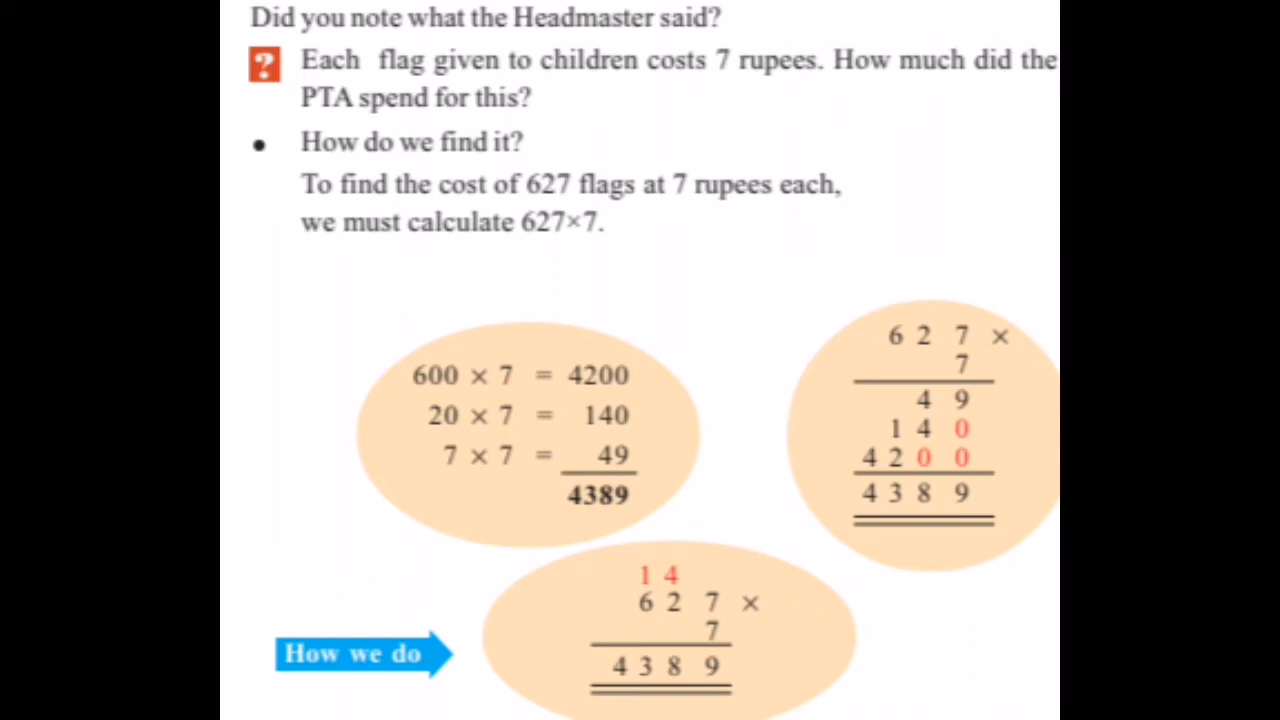 Did you note what the Headmaster said?
? Each flag given to children costs 7 rupees. How much did the
PTA spend for this?
• How do we find it?
To find the cost of 627 flags at 7 rupees each,
we must calculate 627×7.
600 × 7 = 4200
20 × 7 = 140
7 × 7 = 49
4389
6 2 7 ×
7
4 9
1 4 0
4 2 0 0
4 3 8 9
How we do
1 4
6 2 7 ×
7
4 3 8 9